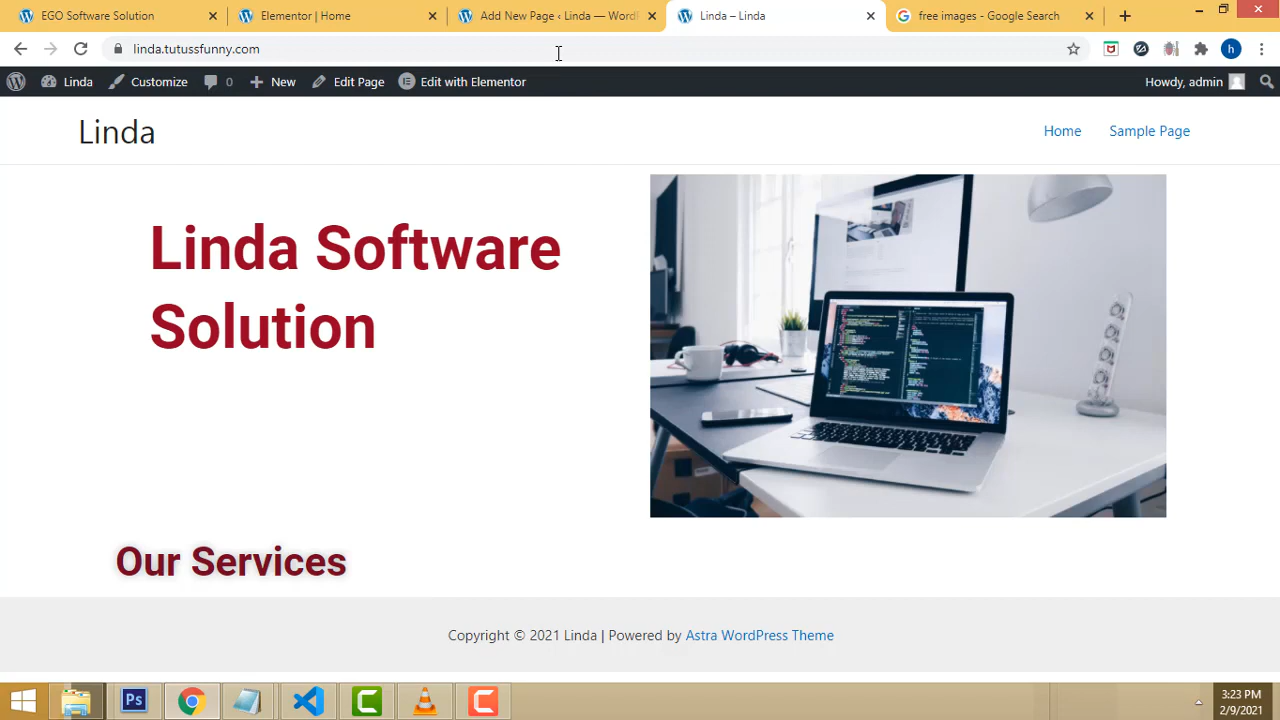 EGO Software Solution
Elementor | Home
Add New Page ‹ Linda — WordP
Linda – Linda
free images - Google Search
linda.tutussfunny.com
h
Linda
Customize
0
New
Edit Page
Edit with Elementor
Howdy, admin
Linda
Home
Sample Page
Linda Software
Solution
Our Services
Copyright © 2021 Linda | Powered by Astra WordPress Theme
Ps
3:23 PM
2/9/2021